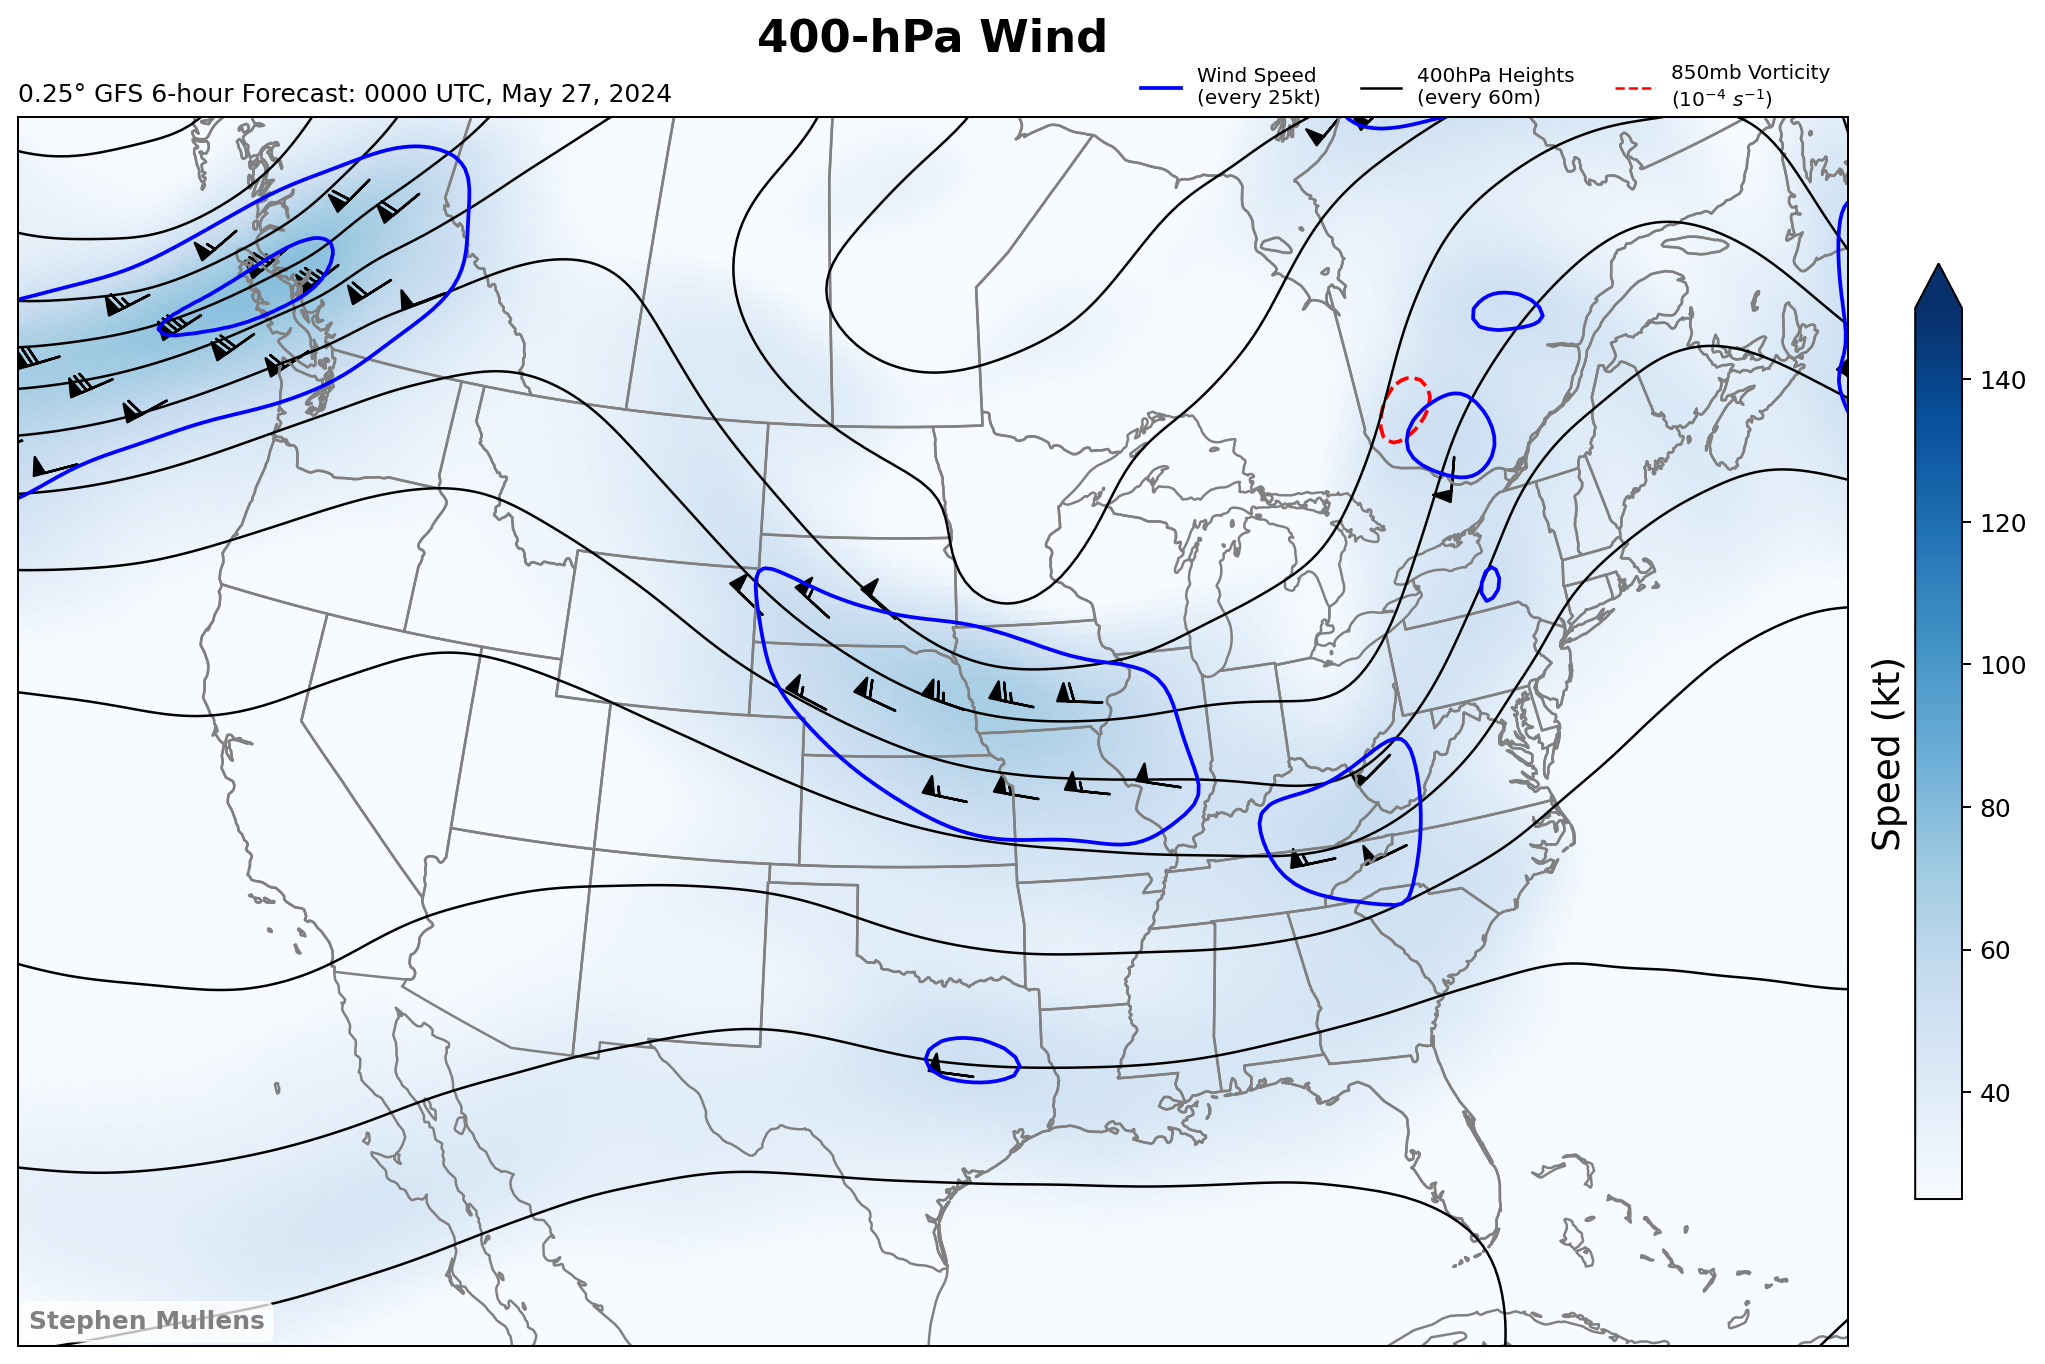 400-hPa Wind
0.25° GFS 6-hour Forecast: 0000 UTC, May 27, 2024
Wind Speed
(every 25kt)
400hPa Heights
(every 60m)
850mb Vorticity
(10⁻⁴ s⁻¹)
140
120
100
80
60
40
Speed (kt)
Stephen Mullens